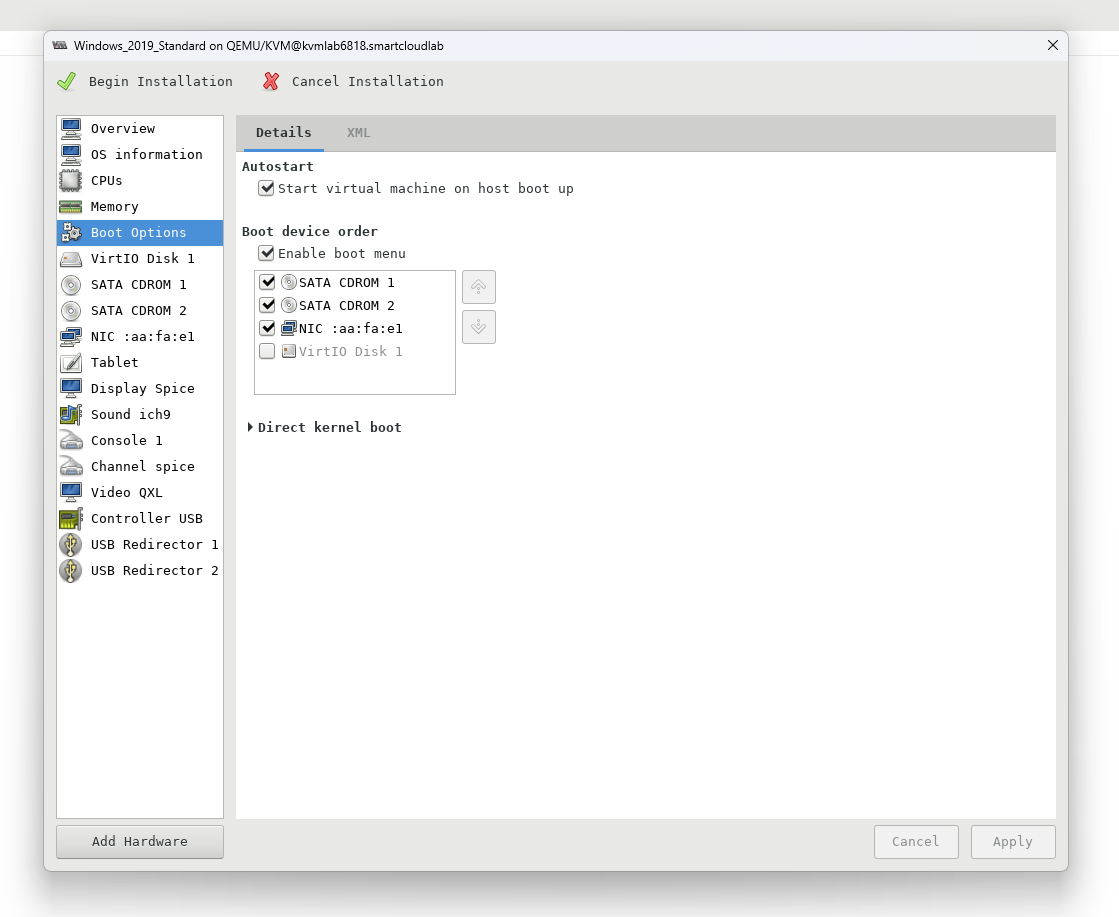 Windows_2019_Standard on QEMU/KVM@kvmlab6818.smartcloudlab
Begin Installation
Cancel Installation
Overview
OS information
CPUs
Memory
Boot Options
VirtIO Disk 1
SATA CDROM 1
SATA CDROM 2
NIC :aa:fa:e1
Tablet
Display Spice
Sound ich9
Console 1
Channel spice
Video QXL
Controller USB
USB Redirector 1
USB Redirector 2
Add Hardware
Details
XML
Autostart
Start virtual machine on host boot up
Boot device order
Enable boot menu
SATA CDROM 1
SATA CDROM 2
NIC :aa:fa:e1
VirtIO Disk 1
Direct kernel boot
Cancel
Apply